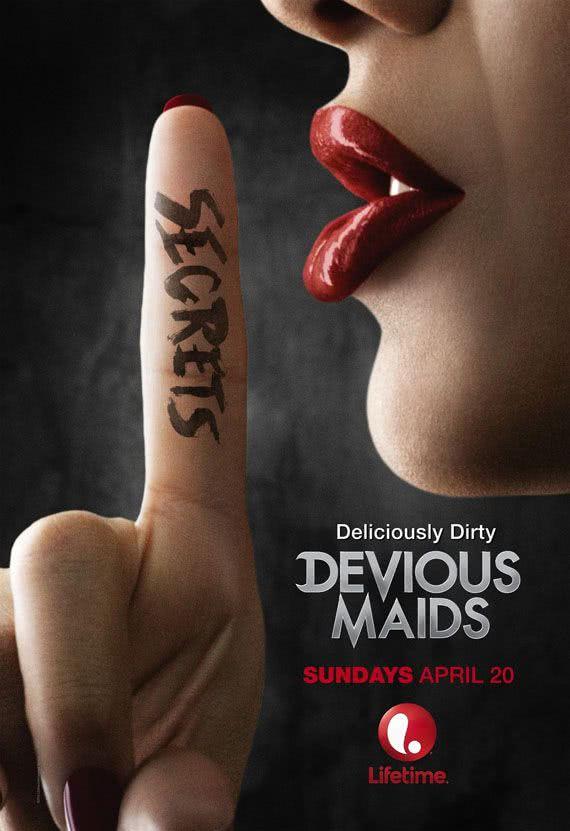 SECRETS
Deliciously Dirty
DEVIOUS
MAIDS
SUNDAYS APRIL 20
Lifetime.